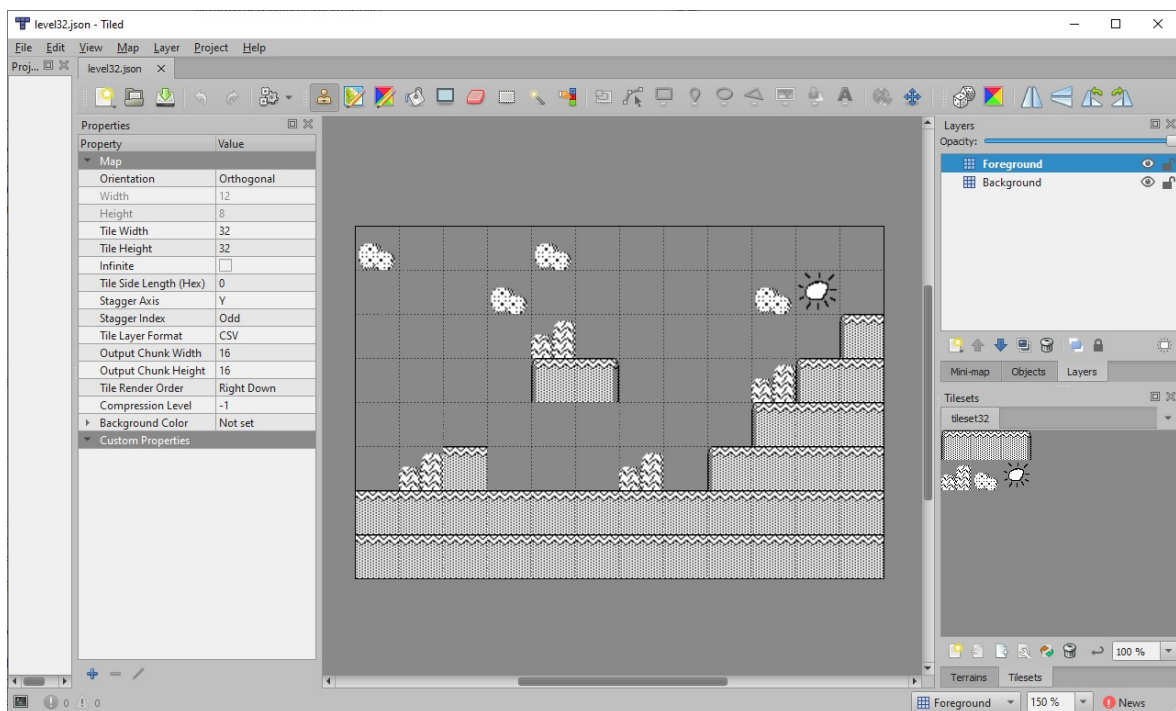 level32.json - Tiled
File Edit View Map Layer Project Help
Proj...
level32.json
Properties
Property Value
Map
Orientation Orthogonal
Width 12
Height 8
Tile Width 32
Tile Height 32
Infinite
Tile Side Length (Hex) 0
Stagger Axis Y
Stagger Index Odd
Tile Layer Format CSV
Output Chunk Width 16
Output Chunk Height 16
Tile Render Order Right Down
Compression Level -1
Background Color Not set
Custom Properties
Layers
Opacity:
Foreground
Background
Mini-map Objects Layers
Tilesets
tileset32
100 %
Terrains Tilesets
0 0 Foreground 150 % News